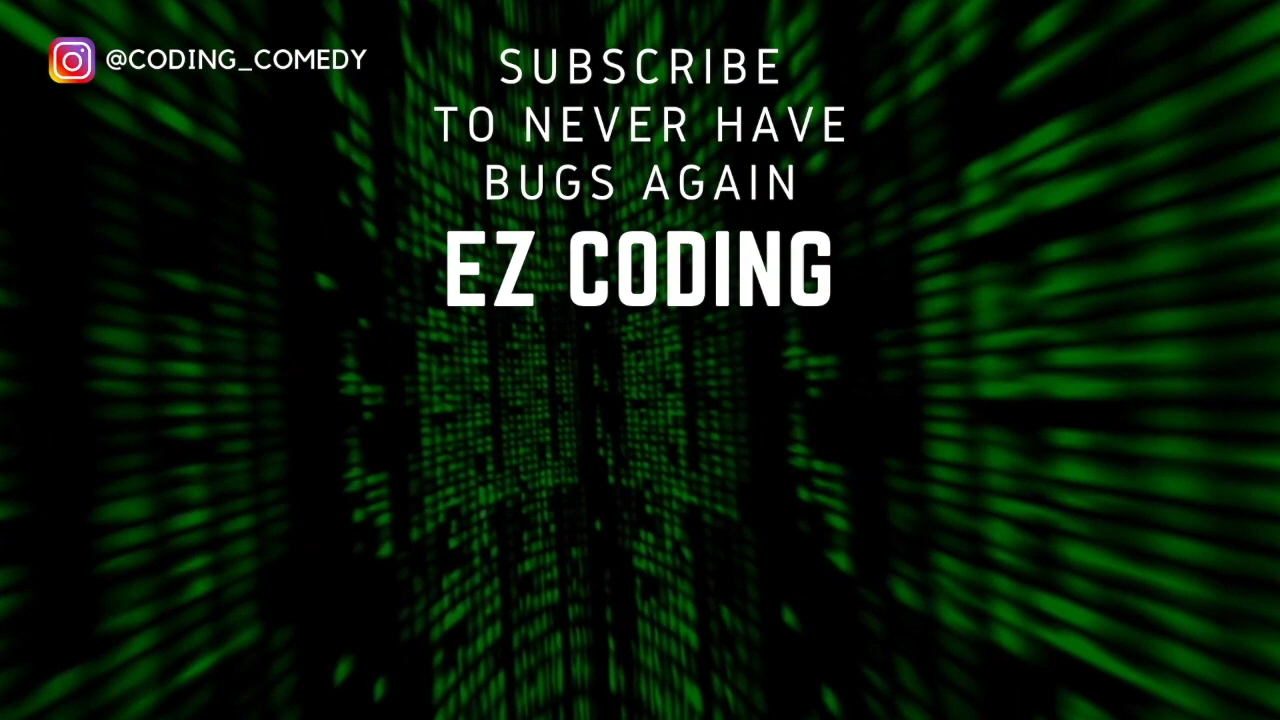 @CODING_COMEDY
SUBSCRIBE
TO NEVER HAVE
BUGS AGAIN
EZ CODING